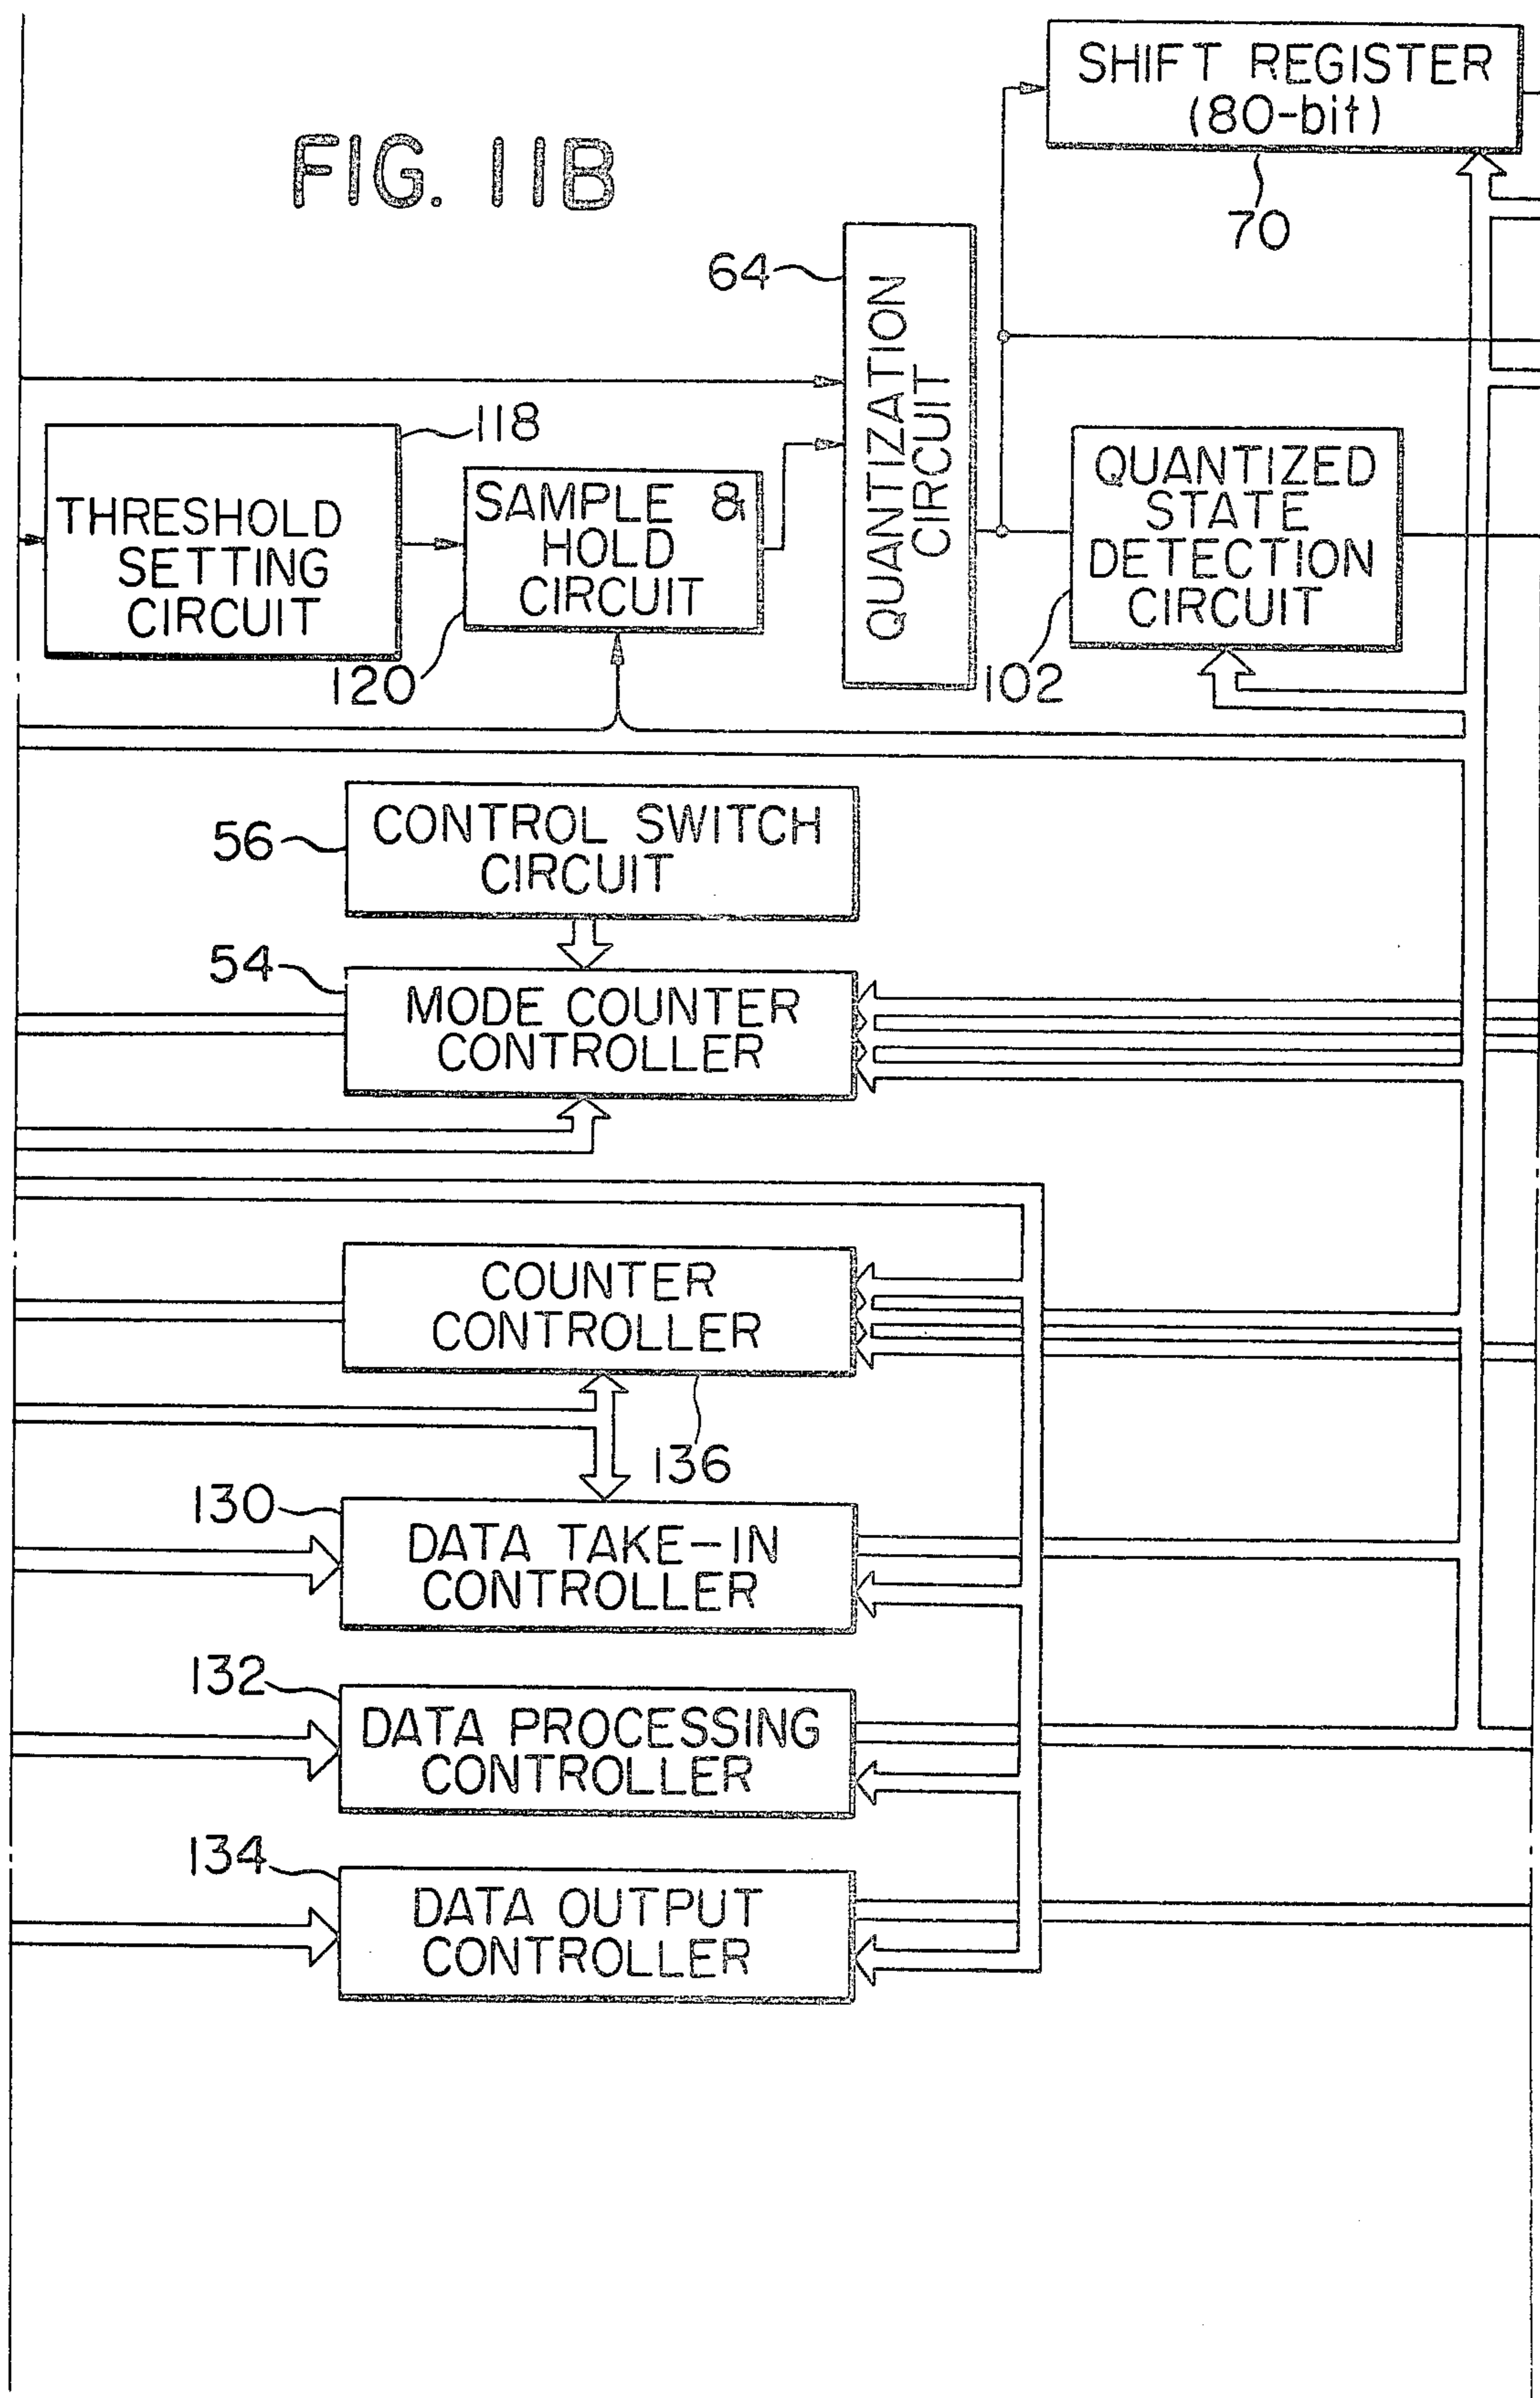 SHIFT REGISTER
(80-bit)
FIG. 11B
70
64
QUANTIZATION
CIRCUIT
118
THRESHOLD
SETTING
CIRCUIT
SAMPLE &
HOLD
CIRCUIT
120
QUANTIZED
STATE
DETECTION
CIRCUIT
102
56
CONTROL SWITCH
CIRCUIT
54
MODE COUNTER
CONTROLLER
COUNTER
CONTROLLER
136
130
DATA TAKE-IN
CONTROLLER
132
DATA PROCESSING
CONTROLLER
134
DATA OUTPUT
CONTROLLER